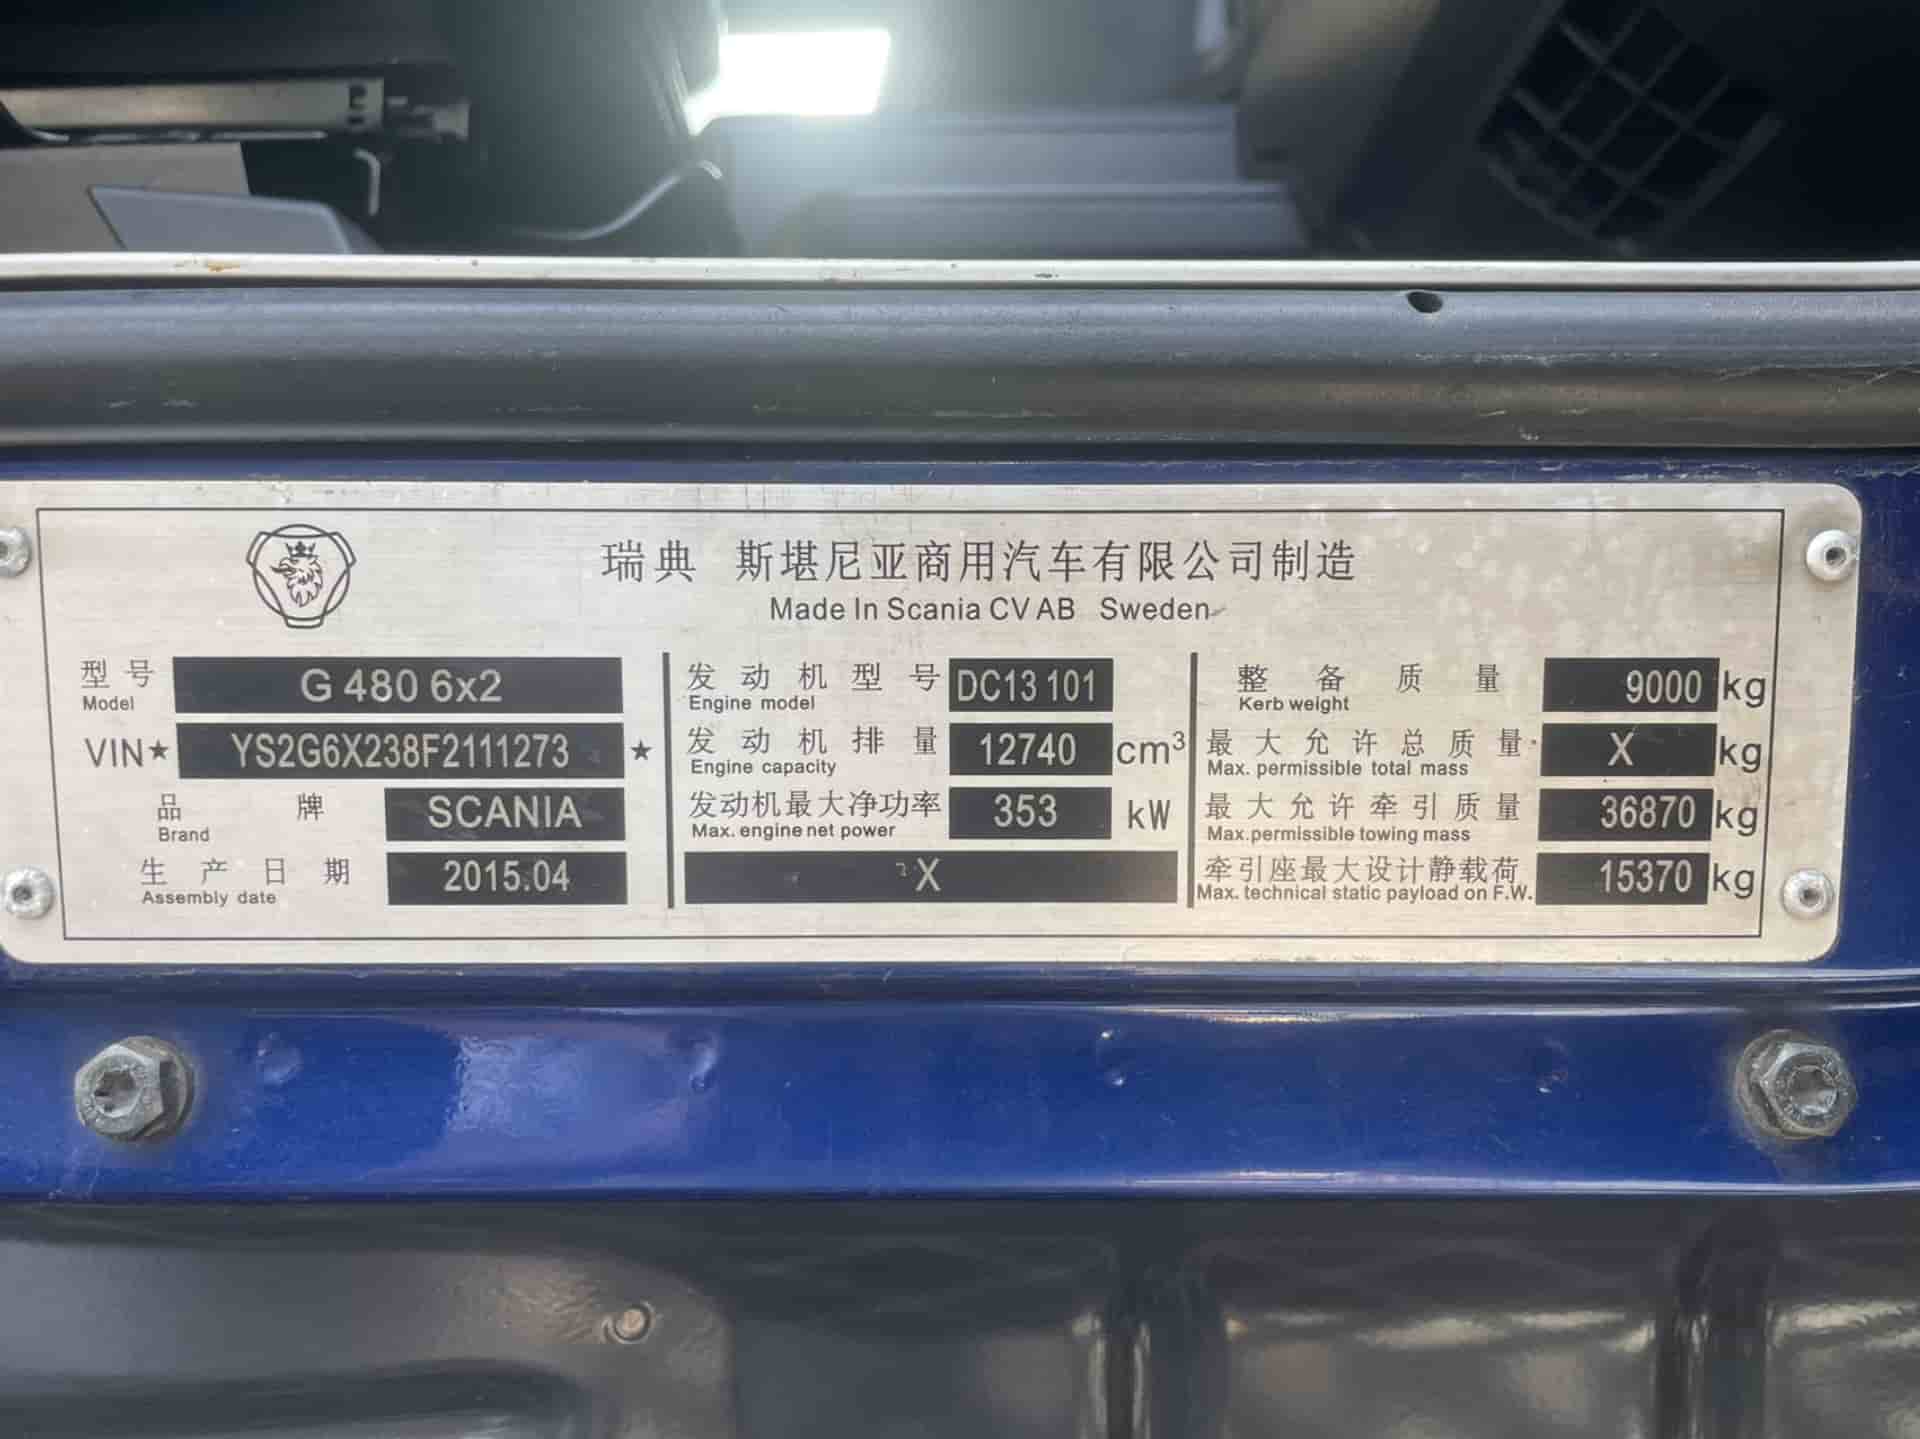 瑞典 斯堪尼亚商用汽车有限公司制造
Made In Scania CV AB Sweden
型号 G 480 6x2
Model
VIN★ YS2G6X238F2111273 ★
品牌 SCANIA
Brand
生产日期 2015.04
Assembly date
发动机型号 DC13 101
Engine model
发动机排量 12740 cm³
Engine capacity
发动机最大净功率 353 kW
Max. engine net power
X
整备质量 9000 kg
Kerb weight
最大允许总质量 X kg
Max. permissible total mass
最大允许牵引质量 36870 kg
Max. permissible towing mass
牵引座最大设计静载荷 15370 kg
Max. technical static payload on F.W.